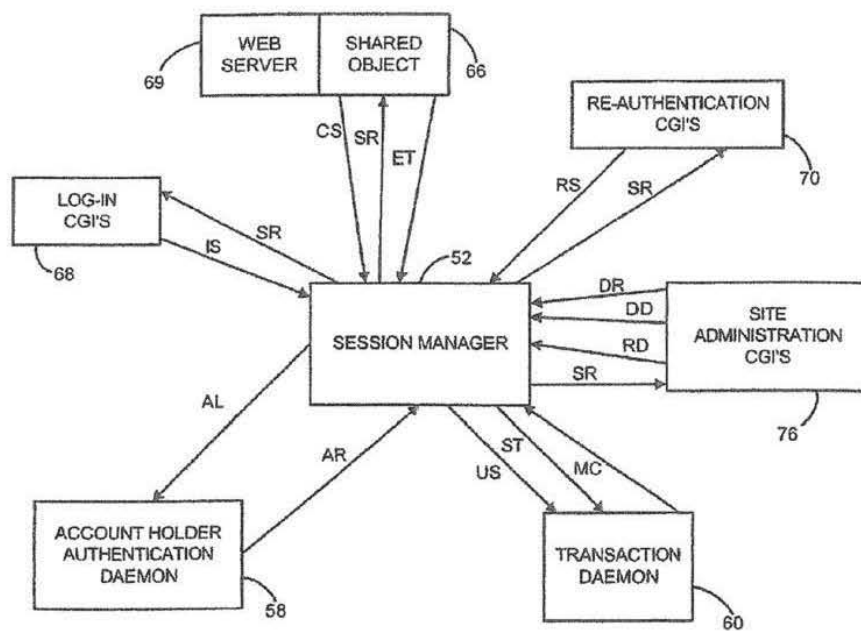 69
WEB
SERVER
SHARED
OBJECT
66
RE-AUTHENTICATION
CGI'S
70
CS
SR
ET
RS
SR
LOG-IN
CGI'S
68
IS
SR
52
SESSION MANAGER
DR
DD
RD
SR
SITE
ADMINISTRATION
CGI'S
76
AL
AR
US
ST
MC
ACCOUNT HOLDER
AUTHENTICATION
DAEMON
58
TRANSACTION
DAEMON
60